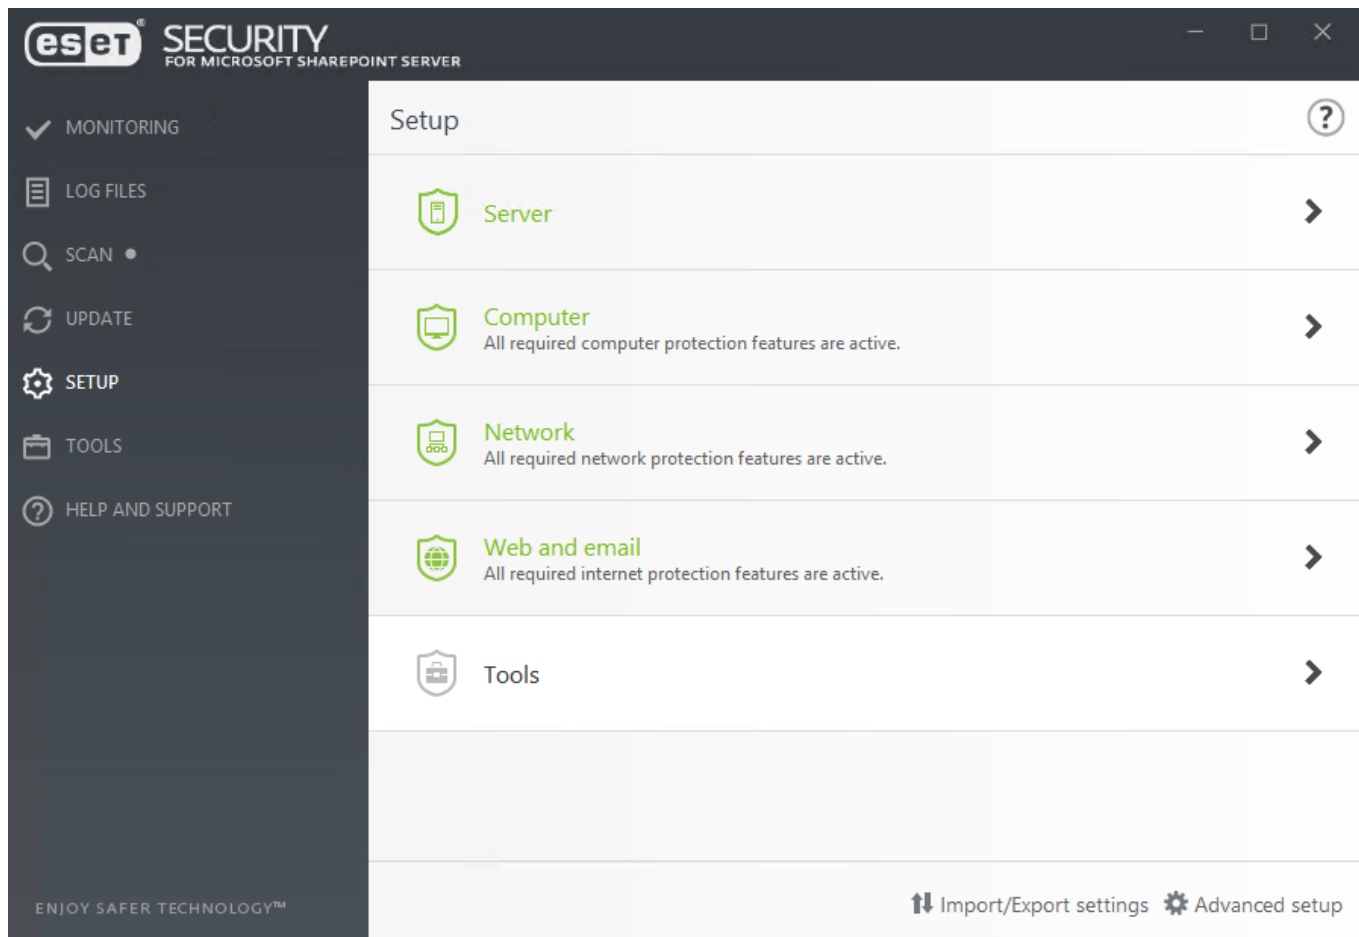 eset® SECURITY
FOR MICROSOFT SHAREPOINT SERVER
MONITORING
LOG FILES
SCAN
UPDATE
SETUP
TOOLS
HELP AND SUPPORT
ENJOY SAFER TECHNOLOGY™
Setup
?
Server
Computer
All required computer protection features are active.
Network
All required network protection features are active.
Web and email
All required internet protection features are active.
Tools
Import/Export settings Advanced setup